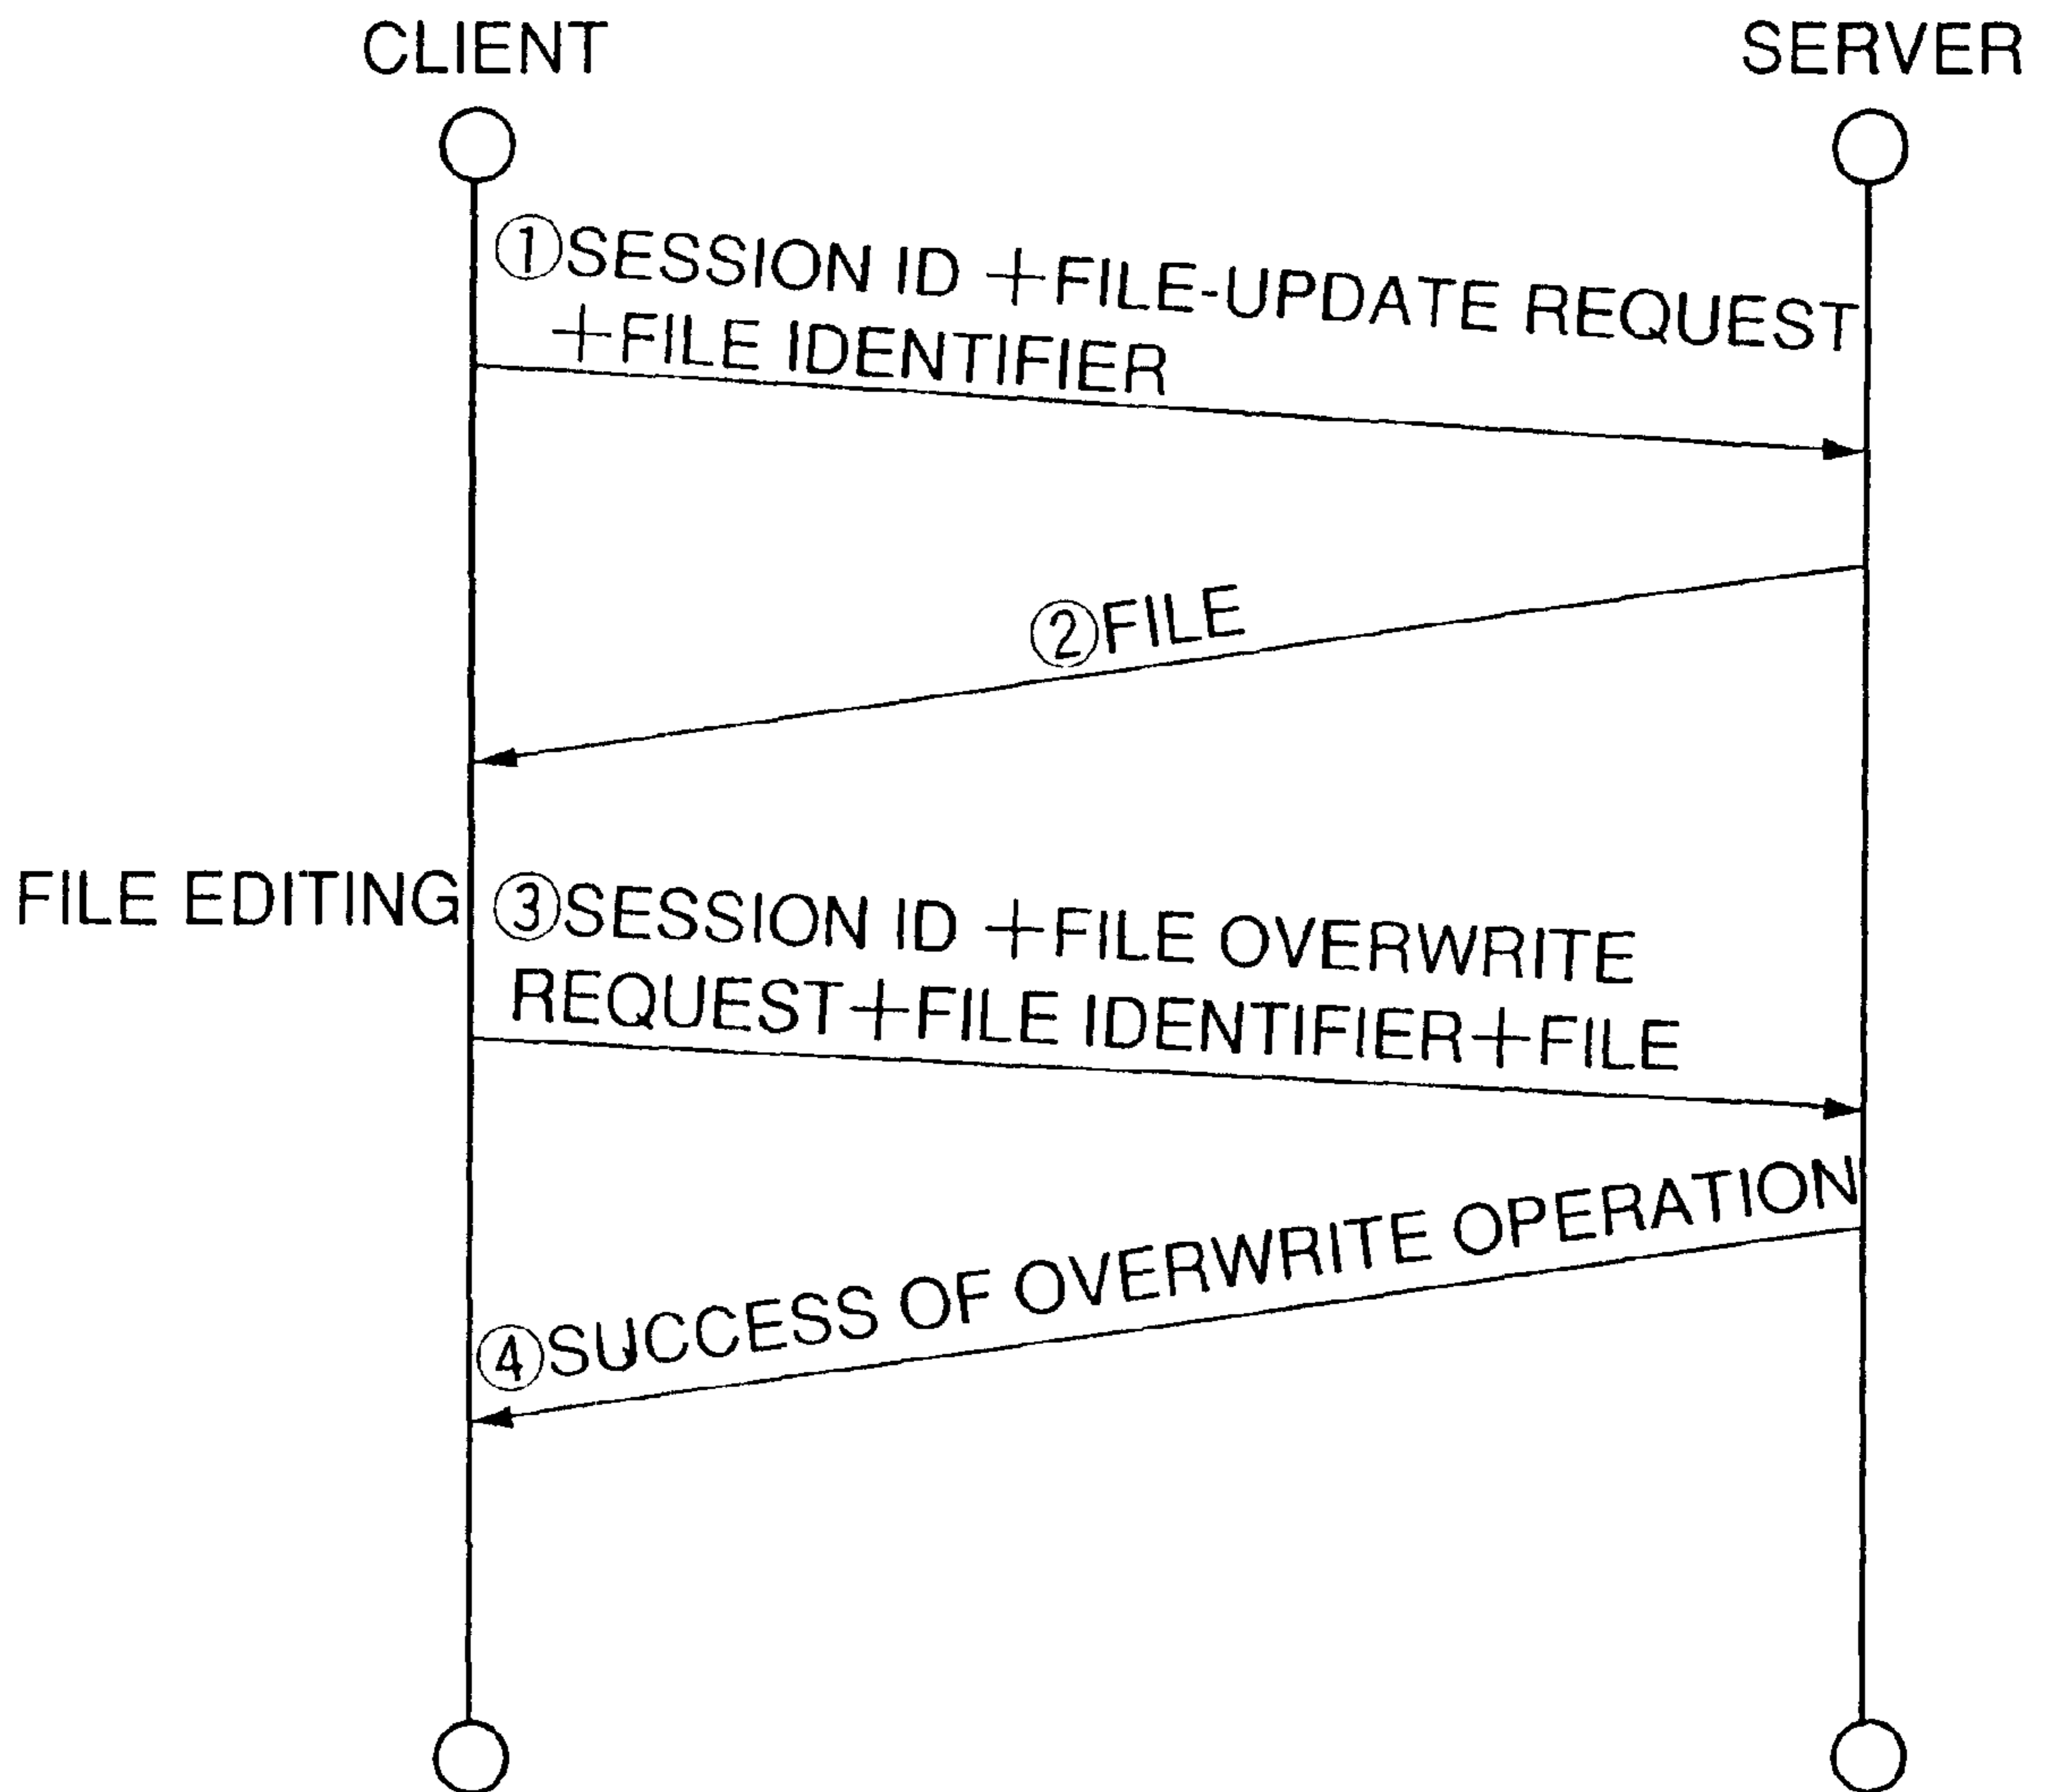 CLIENT
SERVER
①SESSION ID +FILE-UPDATE REQUEST
+FILE IDENTIFIER
②FILE
FILE EDITING
③SESSION ID +FILE OVERWRITE
REQUEST+FILE IDENTIFIER+FILE
④SUCCESS OF OVERWRITE OPERATION